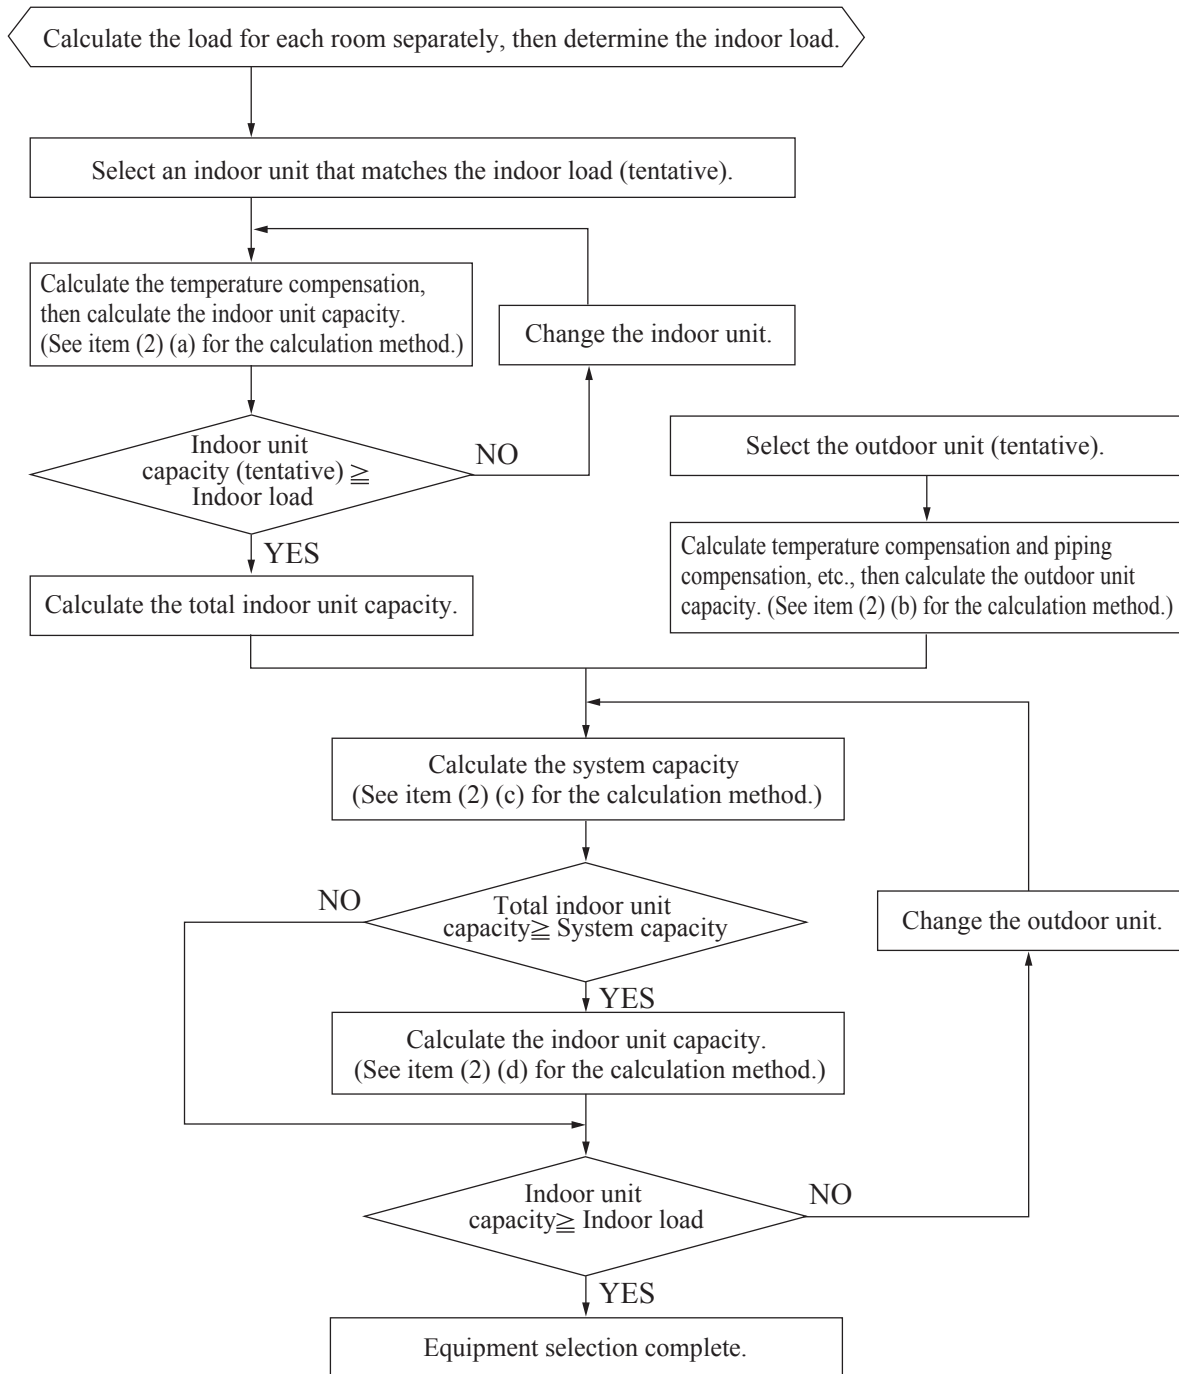 Calculate the load for each room separately, then determine the indoor load.
Select an indoor unit that matches the indoor load (tentative).
Calculate the temperature compensation,
then calculate the indoor unit capacity.
(See item (2) (a) for the calculation method.)
Change the indoor unit.
Indoor unit
capacity (tentative) ≧
Indoor load
NO
YES
Calculate the total indoor unit capacity.
Select the outdoor unit (tentative).
Calculate temperature compensation and piping
compensation, etc., then calculate the outdoor unit
capacity. (See item (2) (b) for the calculation method.)
Calculate the system capacity
(See item (2) (c) for the calculation method.)
NO
Total indoor unit
capacity≧ System capacity
Change the outdoor unit.
YES
Calculate the indoor unit capacity.
(See item (2) (d) for the calculation method.)
Indoor unit
capacity≧ Indoor load
NO
YES
Equipment selection complete.